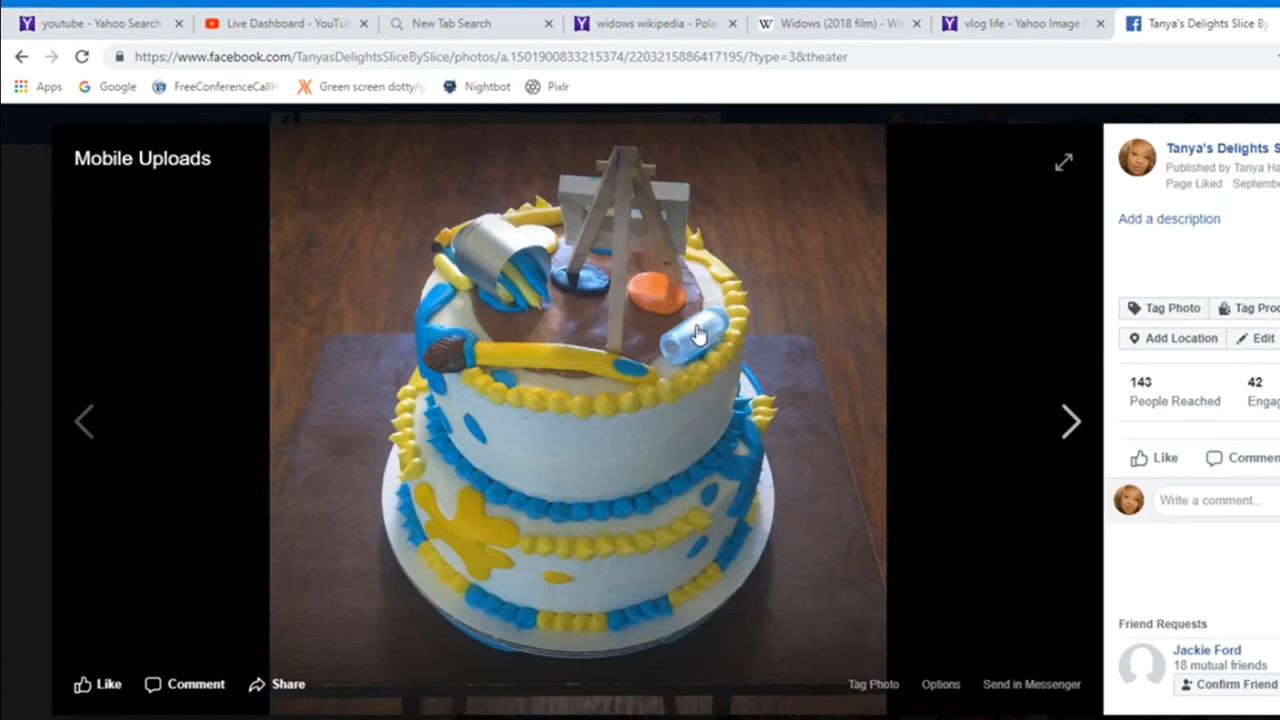 youtube - Yahoo Search
Live Dashboard - YouTu
New Tab Search
widows wikipedia - Pola
Widows (2018 film) - Wi
vlog life - Yahoo Image
Tanya's Delights Slice By
https://www.facebook.com/TanyasDelightsSliceBySlice/photos/a.1501900833215374/2203215886417195/?type=3&theater
Apps
Google
FreeConferenceCallH
Green screen dotty/g
Nightbot
Pixlr
Mobile Uploads
Tanya's Delights S
Published by Tanya Ha
Page Liked · Septembe
Add a description
Tag Photo
Tag Proc
Add Location
Edit
143
42
People Reached
Engag
Like
Commen
Write a comment...
Friend Requests
Jackie Ford
18 mutual friends
Confirm Friend
Like
Comment
Share
Tag Photo
Options
Send in Messenger